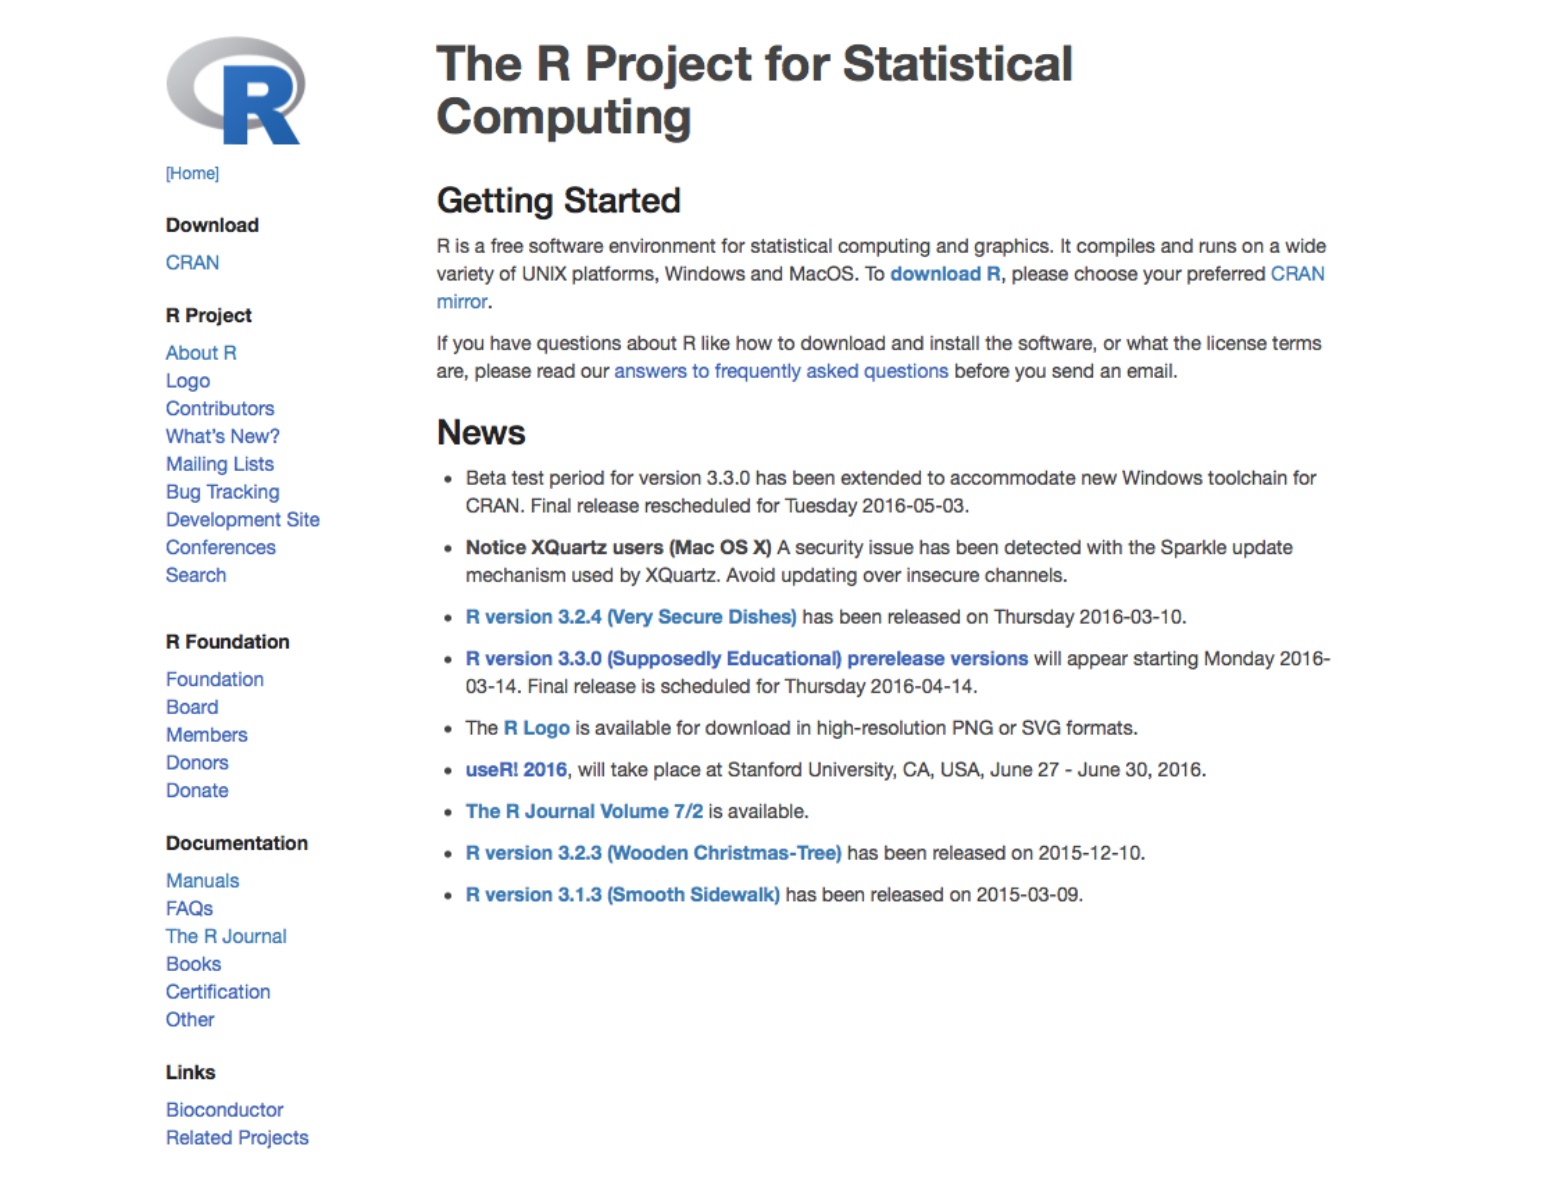 R
[Home]
Download
CRAN
R Project
About R
Logo
Contributors
What's New?
Mailing Lists
Bug Tracking
Development Site
Conferences
Search
R Foundation
Foundation
Board
Members
Donors
Donate
Documentation
Manuals
FAQs
The R Journal
Books
Certification
Other
Links
Bioconductor
Related Projects
The R Project for Statistical
Computing
Getting Started
R is a free software environment for statistical computing and graphics. It compiles and runs on a wide
variety of UNIX platforms, Windows and MacOS. To download R, please choose your preferred CRAN
mirror.
If you have questions about R like how to download and install the software, or what the license terms
are, please read our answers to frequently asked questions before you send an email.
News
• Beta test period for version 3.3.0 has been extended to accommodate new Windows toolchain for
CRAN. Final release rescheduled for Tuesday 2016-05-03.
• Notice XQuartz users (Mac OS X) A security issue has been detected with the Sparkle update
mechanism used by XQuartz. Avoid updating over insecure channels.
• R version 3.2.4 (Very Secure Dishes) has been released on Thursday 2016-03-10.
• R version 3.3.0 (Supposedly Educational) prerelease versions will appear starting Monday 2016-
03-14. Final release is scheduled for Thursday 2016-04-14.
• The R Logo is available for download in high-resolution PNG or SVG formats.
• useR! 2016, will take place at Stanford University, CA, USA, June 27 - June 30, 2016.
• The R Journal Volume 7/2 is available.
• R version 3.2.3 (Wooden Christmas-Tree) has been released on 2015-12-10.
• R version 3.1.3 (Smooth Sidewalk) has been released on 2015-03-09.